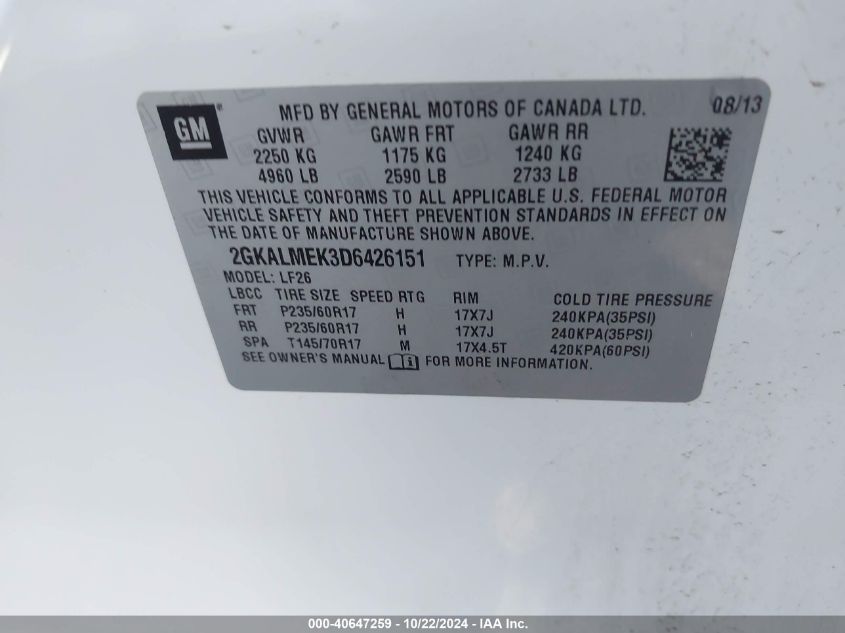 GM
MFD BY GENERAL MOTORS OF CANADA LTD. 08/13
GVWR GAWR FRT GAWR RR
2250 KG 1175 KG 1240 KG
4960 LB 2590 LB 2733 LB
THIS VEHICLE CONFORMS TO ALL APPLICABLE U.S. FEDERAL MOTOR
VEHICLE SAFETY AND THEFT PREVENTION STANDARDS IN EFFECT ON
THE DATE OF MANUFACTURE SHOWN ABOVE.
2GKALMEK3D6426151 TYPE: M.P.V.
MODEL: LF26
LBCC TIRE SIZE SPEED RTG RIM COLD TIRE PRESSURE
FRT P235/60R17 H 17X7J 240KPA(35PSI)
RR P235/60R17 H 17X7J 240KPA(35PSI)
SPA T145/70R17 M 17X4.5T 420KPA(60PSI)
SEE OWNER'S MANUAL FOR MORE INFORMATION.
000-40647259 - 10/22/2024 - IAA Inc.